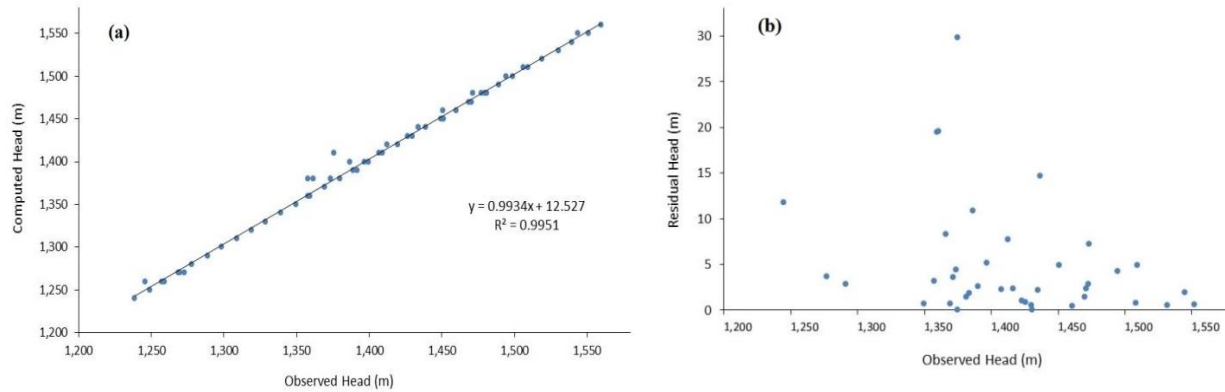 (a)
Computed Head (m)
1,550
1,500
1,450
1,400
1,350
1,300
1,250
1,200
y = 0.9934x + 12.527
R² = 0.9951
1,200 1,250 1,300 1,350 1,400 1,450 1,500 1,550
Observed Head (m)
(b)
Residual Head (m)
30
25
20
15
10
5
0
1,200 1,250 1,300 1,350 1,400 1,450 1,500 1,550
Observed Head (m)